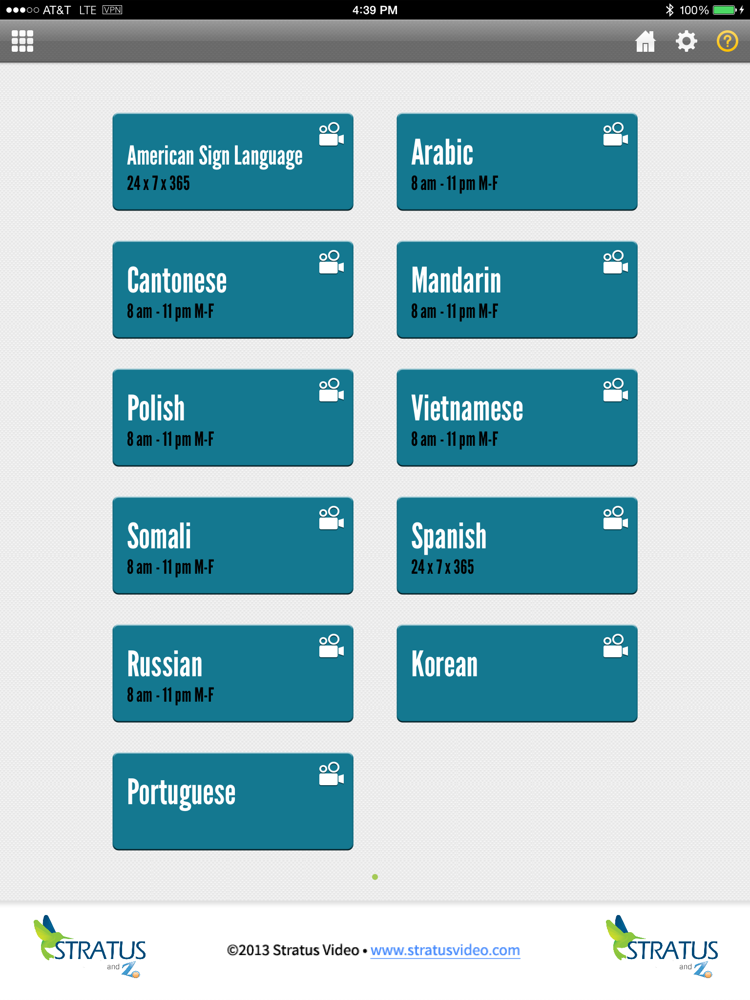 AT&T LTE VPN 4:39 PM 100%
?
American Sign Language
24 x 7 x 365
Arabic
8 am - 11 pm M-F
Cantonese
8 am - 11 pm M-F
Mandarin
8 am - 11 pm M-F
Polish
8 am - 11 pm M-F
Vietnamese
8 am - 11 pm M-F
Somali
8 am - 11 pm M-F
Spanish
24 x 7 x 365
Russian
8 am - 11 pm M-F
Korean
Portuguese
STRATUS
and Z
©2013 Stratus Video • www.stratusvideo.com
STRATUS
and Z